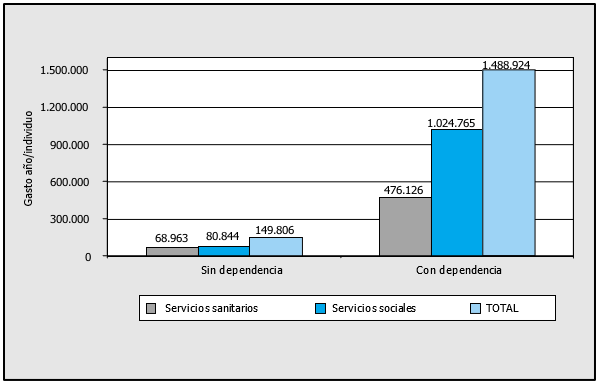 Gasto año/individuo
1.500.000
1.200.000
900.000
600.000
300.000
0
68.963
80.844
149.806
476.126
1.024.765
1.488.924
Sin dependencia
Con dependencia
Servicios sanitarios
Servicios sociales
TOTAL